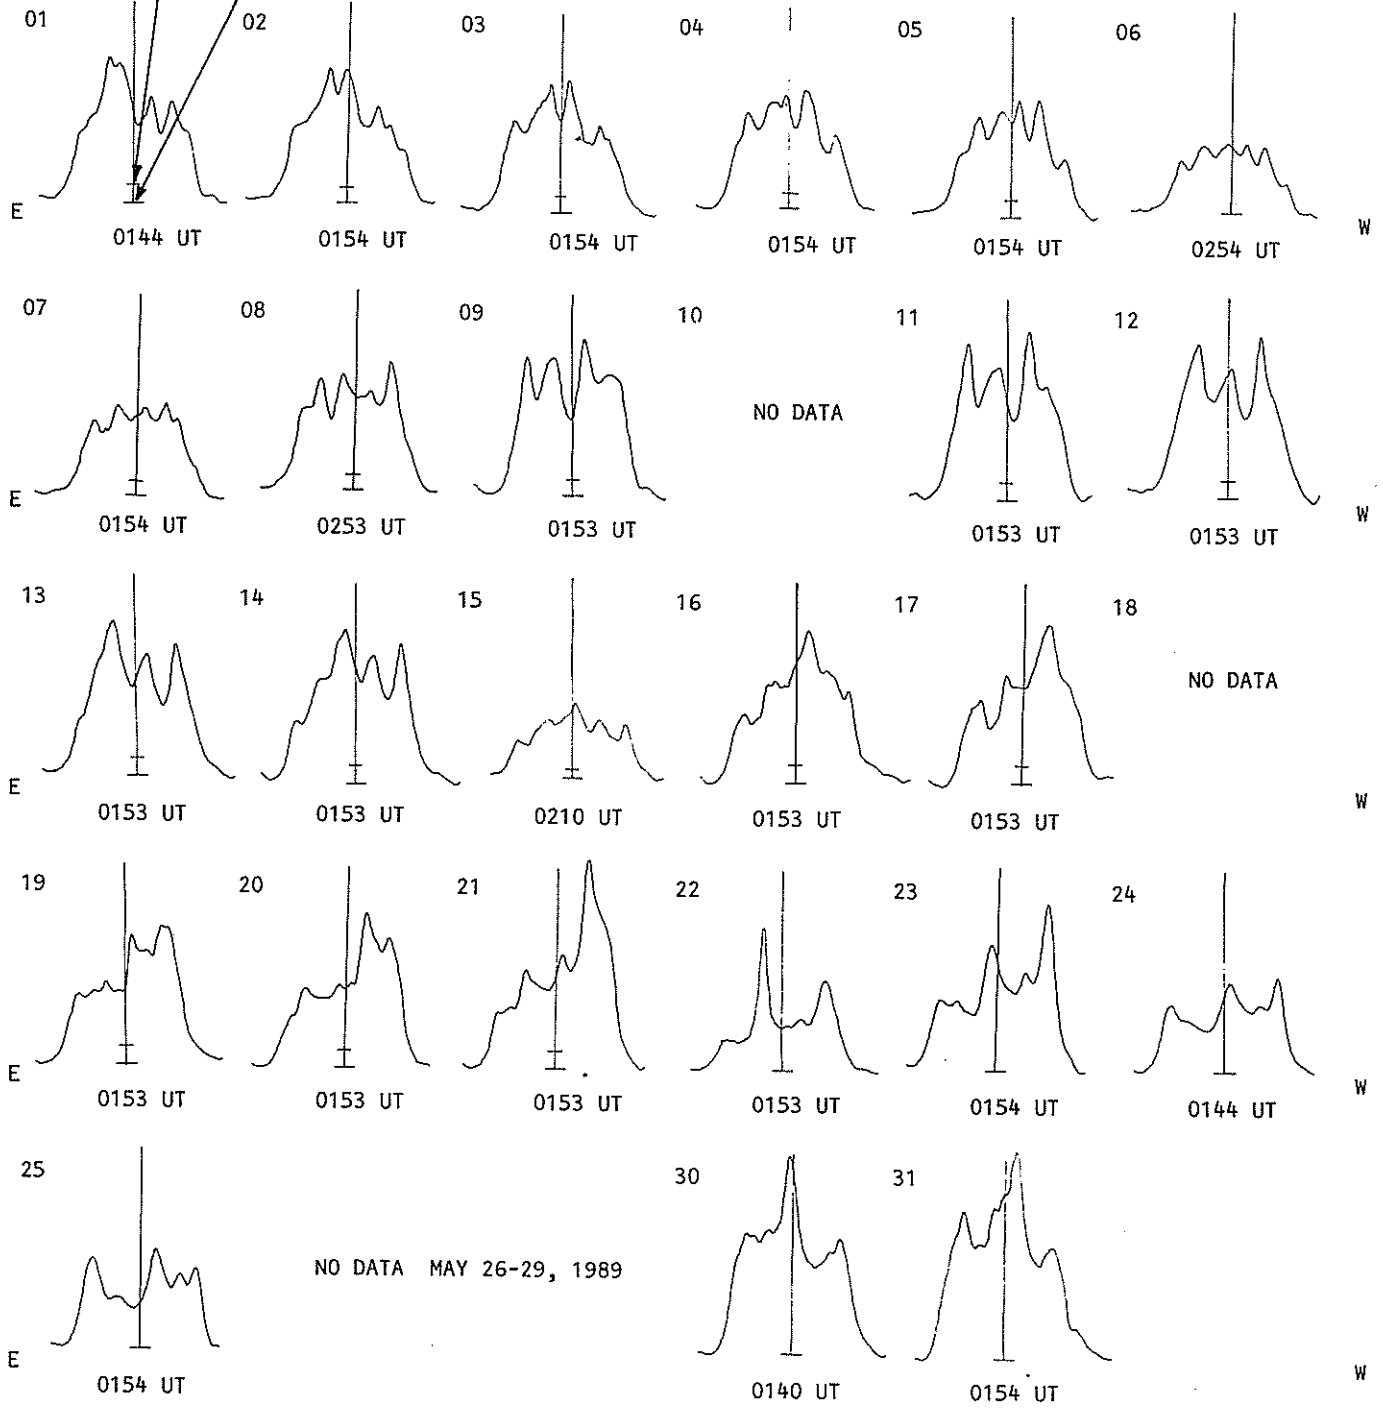 01 02 03 04 05 06
E W
0144 UT 0154 UT 0154 UT 0154 UT 0154 UT 0254 UT
07 08 09 10 11 12
NO DATA
E W
0154 UT 0253 UT 0153 UT 0153 UT 0153 UT
13 14 15 16 17 18
NO DATA
E W
0153 UT 0153 UT 0210 UT 0153 UT 0153 UT
19 20 21 22 23 24
E W
0153 UT 0153 UT 0153 UT 0153 UT 0154 UT 0144 UT
25 30 31
NO DATA MAY 26-29, 1989
E W
0154 UT 0140 UT 0154 UT